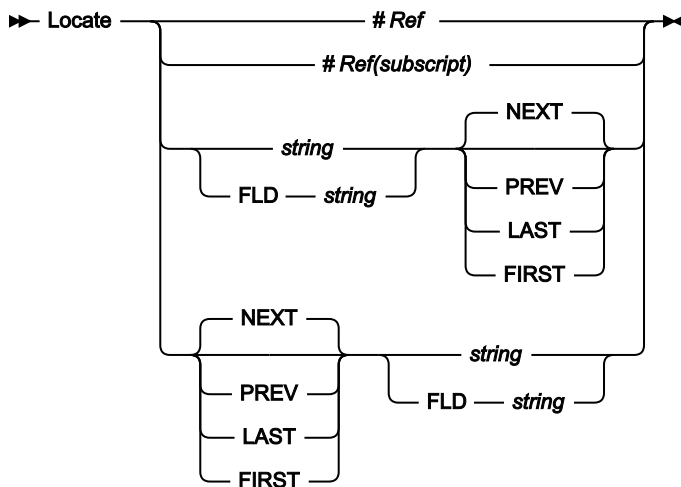 Locate # Ref
# Ref(subscript)
NEXT
string
PREV
FLD string
LAST
FIRST
NEXT
string
PREV
FLD string
LAST
FIRST